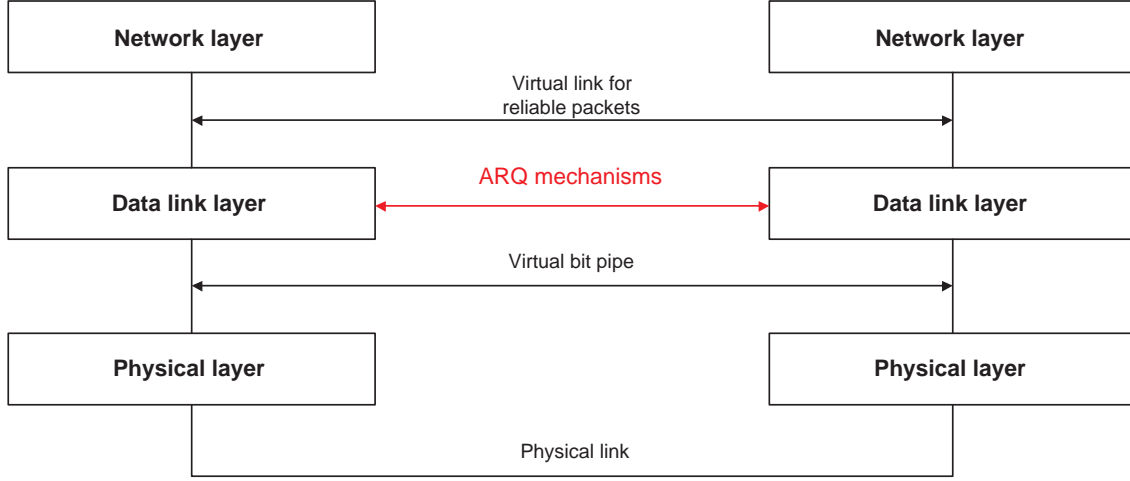 Network layer
Network layer
Virtual link for
reliable packets
Data link layer
ARQ mechanisms
Data link layer
Virtual bit pipe
Physical layer
Physical layer
Physical link